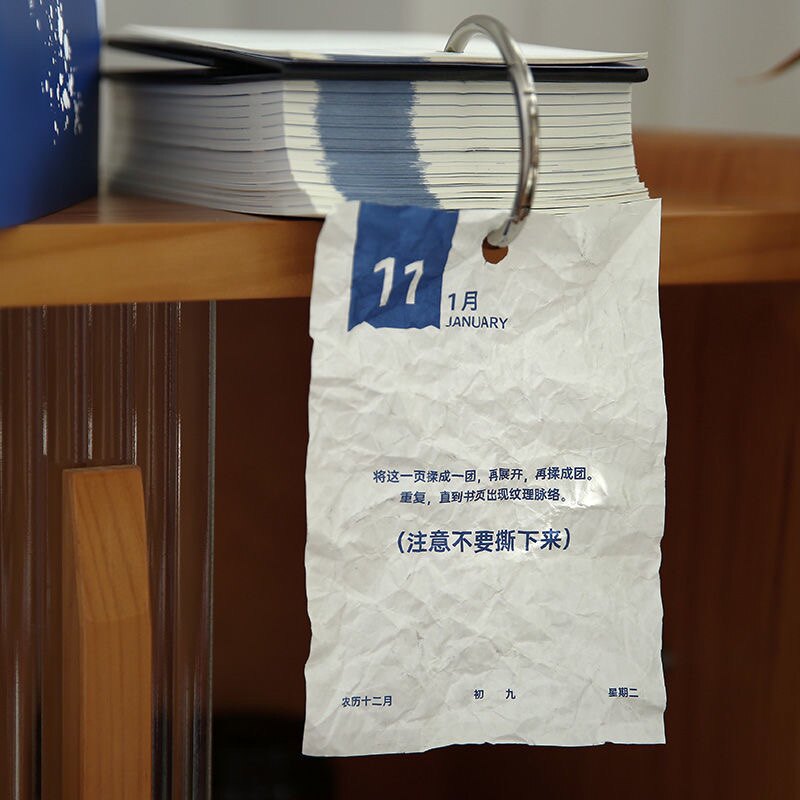 11
1月
JANUARY
将这一页揉成一团，再展开，再揉成团。
重复，直到书页出现纹理脉络。
（注意不要撕下来）
农历十二月 初 九 星期二